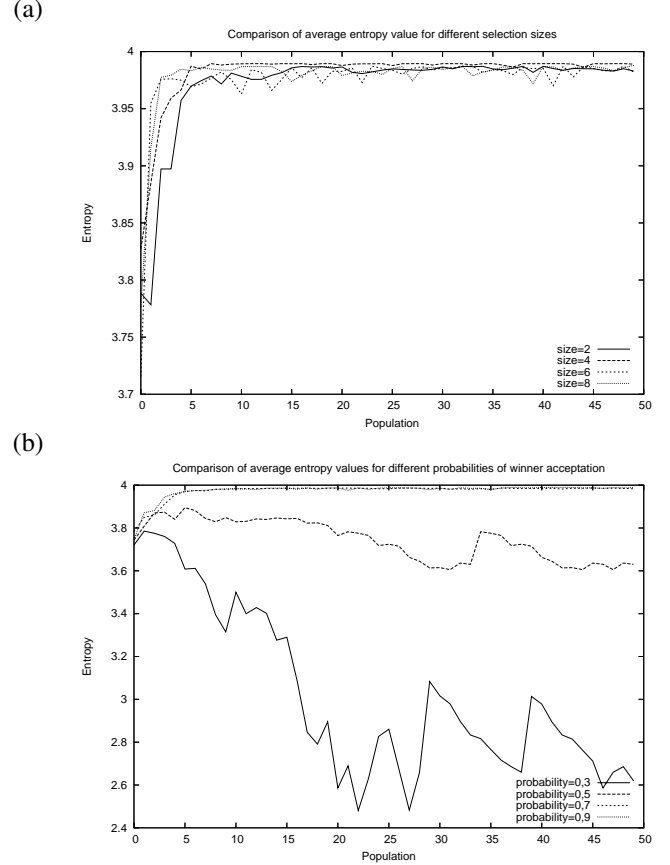 (a)
Comparison of average entropy value for different selection sizes
4
3.95
3.9
3.85
3.8
3.75
3.7
Entropy
size=2
size=4
size=6
size=8
0 5 10 15 20 25 30 35 40 45 50
Population
(b)
Comparison of average entropy values for different probabilities of winner acceptation
4
3.8
3.6
3.4
3.2
3
2.8
2.6
2.4
Entropy
probability=0,3
probability=0,5
probability=0,7
probability=0,9
0 5 10 15 20 25 30 35 40 45 50
Population